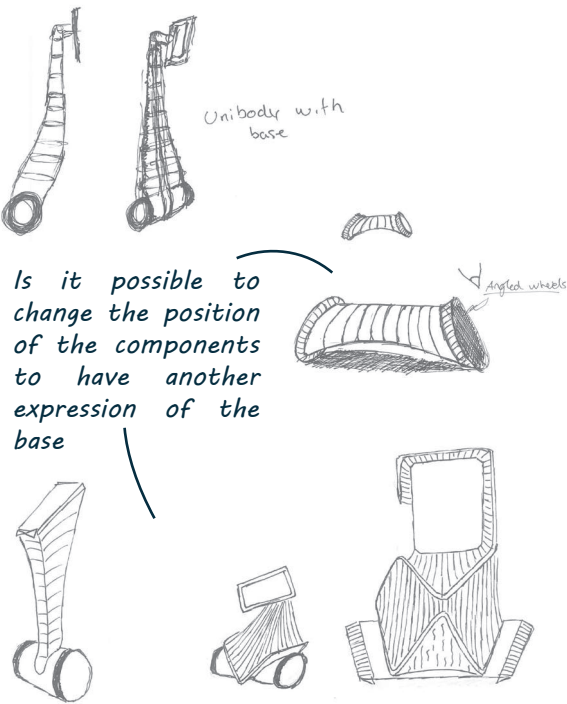 Unibody with
base
Angled wheels
Is it possible to
change the position
of the components
to have another
expression of the
base